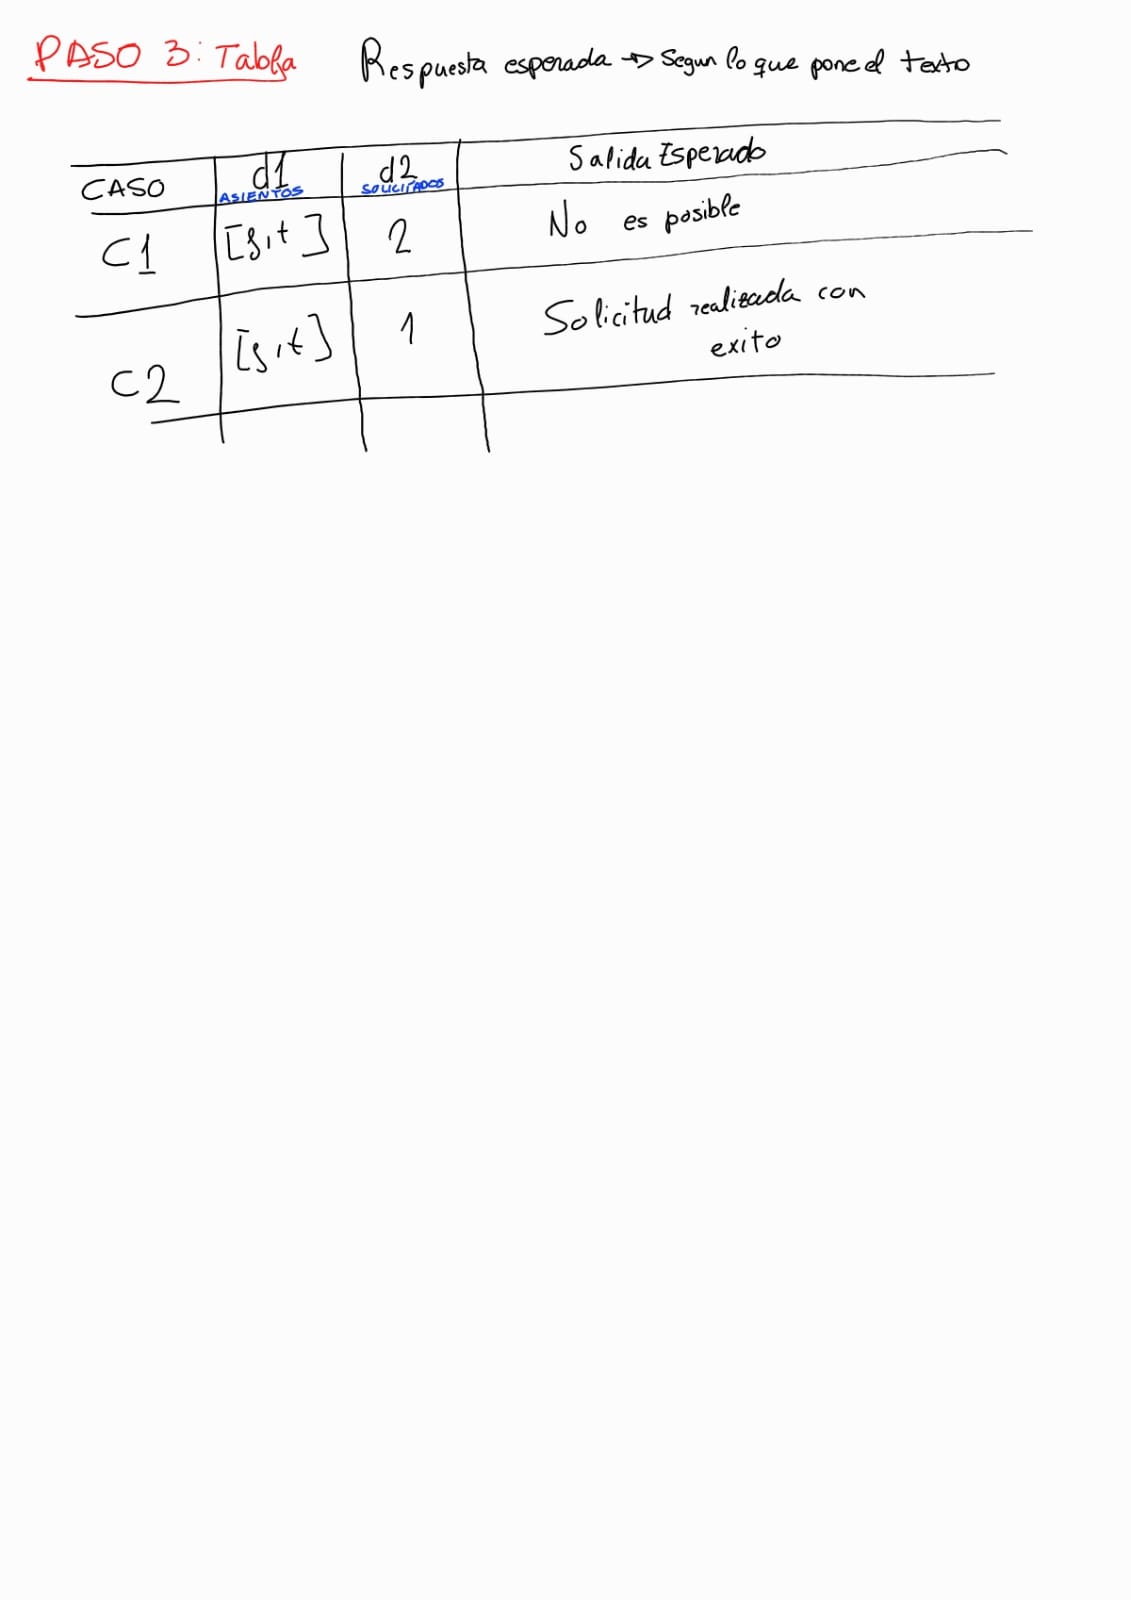 PASO 3: Tabla Respuesta esperada → Segun lo que pone el texto
CASO d1 d2 Salida Esperado
ASIENTOS SOLICITADOS
C1 [g,t] 2 No es posible
C2 [g,t] 1 Solicitud realizada con
exito